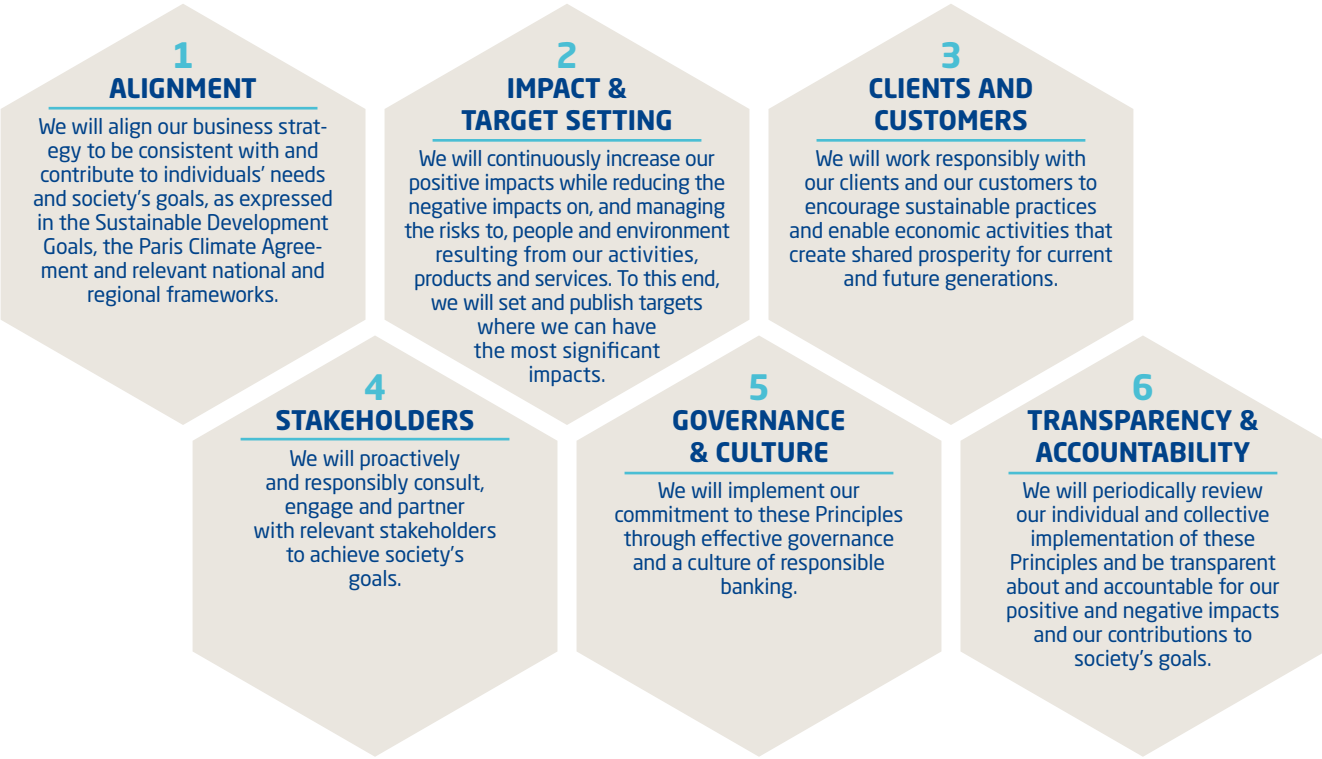 1
ALIGNMENT
We will align our business strat-
egy to be consistent with and
contribute to individuals’ needs
and society’s goals, as expressed
in the Sustainable Development
Goals, the Paris Climate Agree-
ment and relevant national and
regional frameworks.
2
IMPACT &
TARGET SETTING
We will continuously increase our
positive impacts while reducing the
negative impacts on, and managing
the risks to, people and environment
resulting from our activities,
products and services. To this end,
we will set and publish targets
where we can have
the most significant
impacts.
3
CLIENTS AND
CUSTOMERS
We will work responsibly with
our clients and our customers to
encourage sustainable practices
and enable economic activities that
create shared prosperity for current
and future generations.
4
STAKEHOLDERS
We will proactively
and responsibly consult,
engage and partner
with relevant stakeholders
to achieve society’s
goals.
5
GOVERNANCE
& CULTURE
We will implement our
commitment to these Principles
through effective governance
and a culture of responsible
banking.
6
TRANSPARENCY &
ACCOUNTABILITY
We will periodically review
our individual and collective
implementation of these
Principles and be transparent
about and accountable for our
positive and negative impacts
and our contributions to
society’s goals.